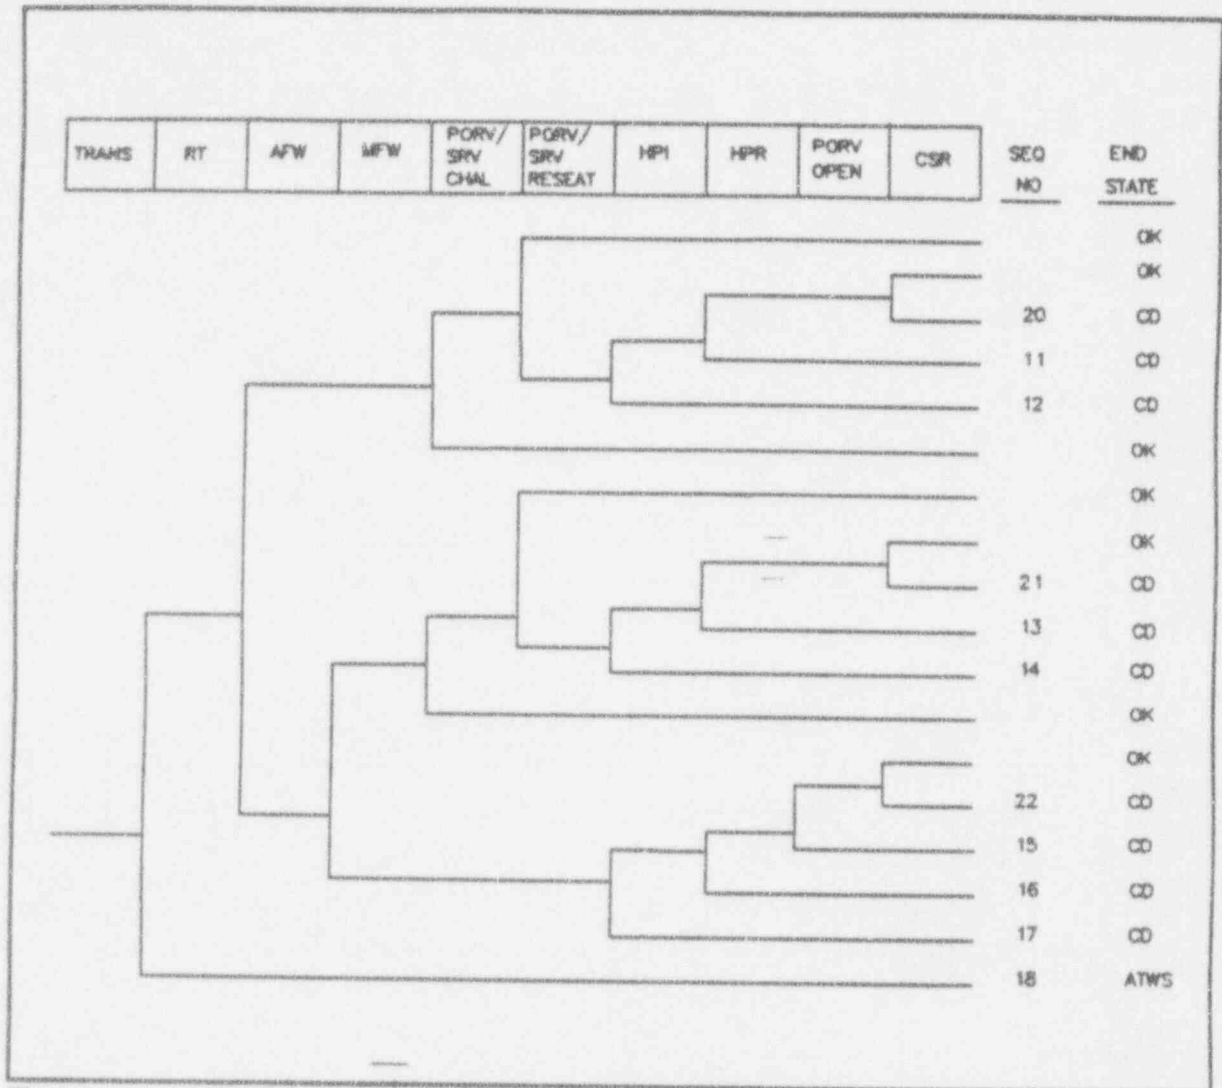 TRANS RT AFW MFW PORV/ SRV CHAL PORV/ SRV RESEAT HPI HPR PORV OPEN CSR SEQ NO END STATE
OK
OK
20 CD
11 CD
12 CD
OK
OK
OK
21 CD
13 CD
14 CD
OK
OK
22 CD
15 CD
16 CD
17 CD
18 ATWS